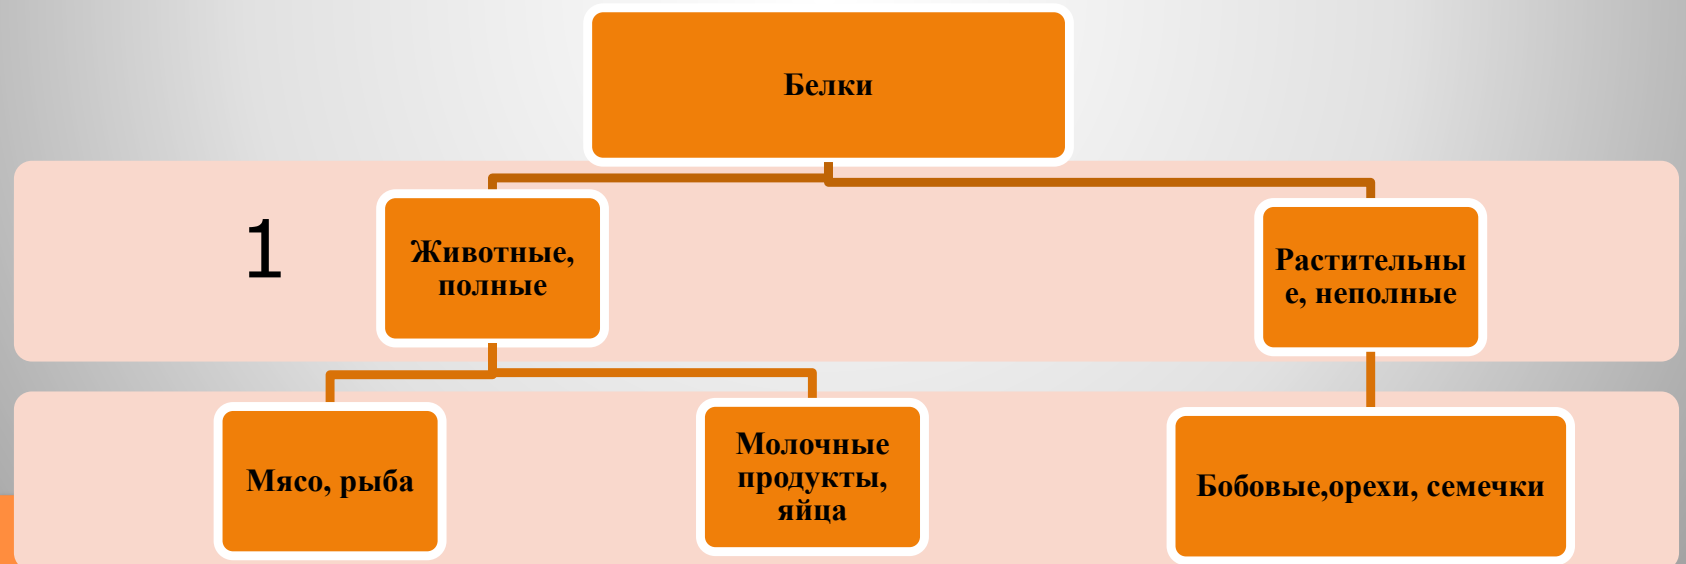 Белки
1
Животные,
полные
Растительны
е, неполные
Мясо, рыба
Молочные
продукты,
яйца
Бобовые,орехи, семечки